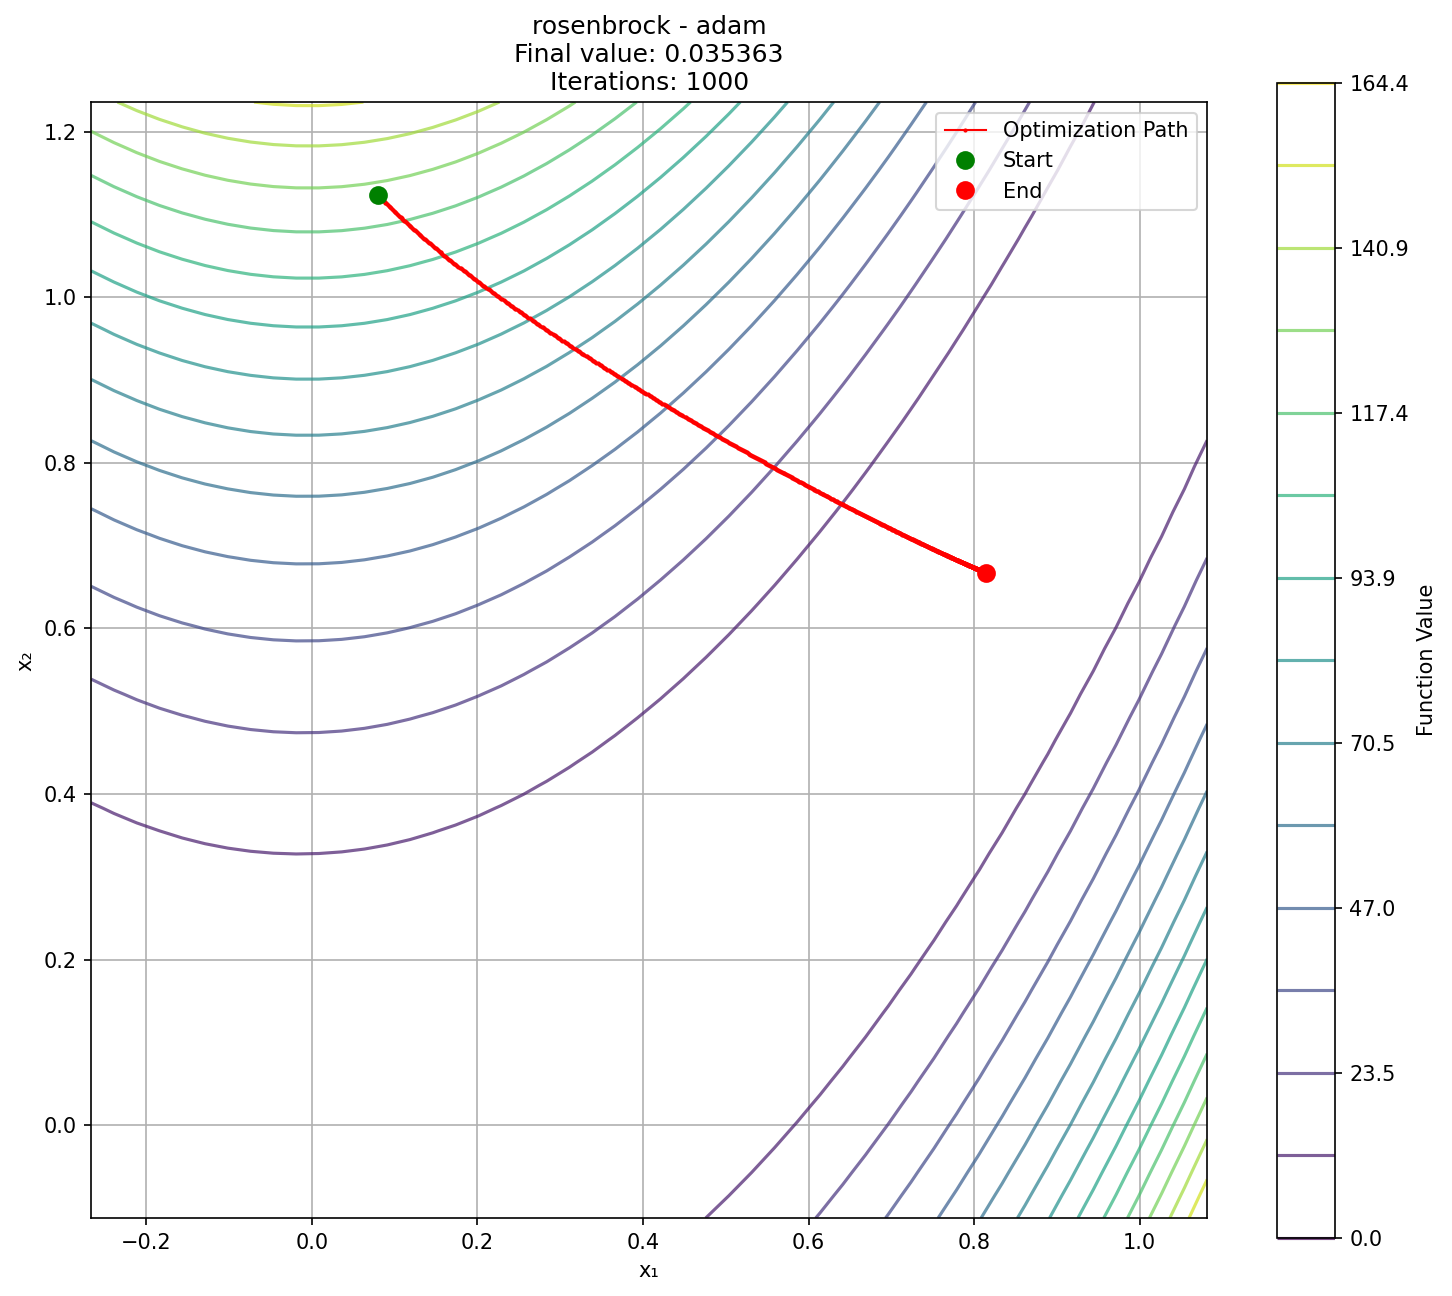 rosenbrock - adam
Final value: 0.035363
Iterations: 1000
Optimization Path
Start
End
1.2
1.0
0.8
0.6
0.4
0.2
0.0
x₂
−0.2
0.0
0.2
0.4
0.6
0.8
1.0
x₁
164.4
140.9
117.4
93.9
70.5
47.0
23.5
0.0
Function Value